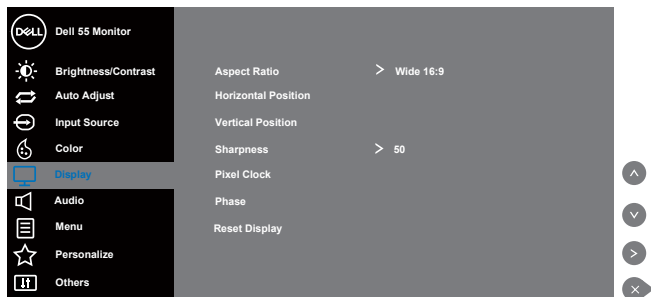 DELL Dell 55 Monitor
Brightness/Contrast
Auto Adjust
Input Source
Color
Display
Audio
Menu
Personalize
Others
Aspect Ratio > Wide 16:9
Horizontal Position
Vertical Position
Sharpness > 50
Pixel Clock
Phase
Reset Display